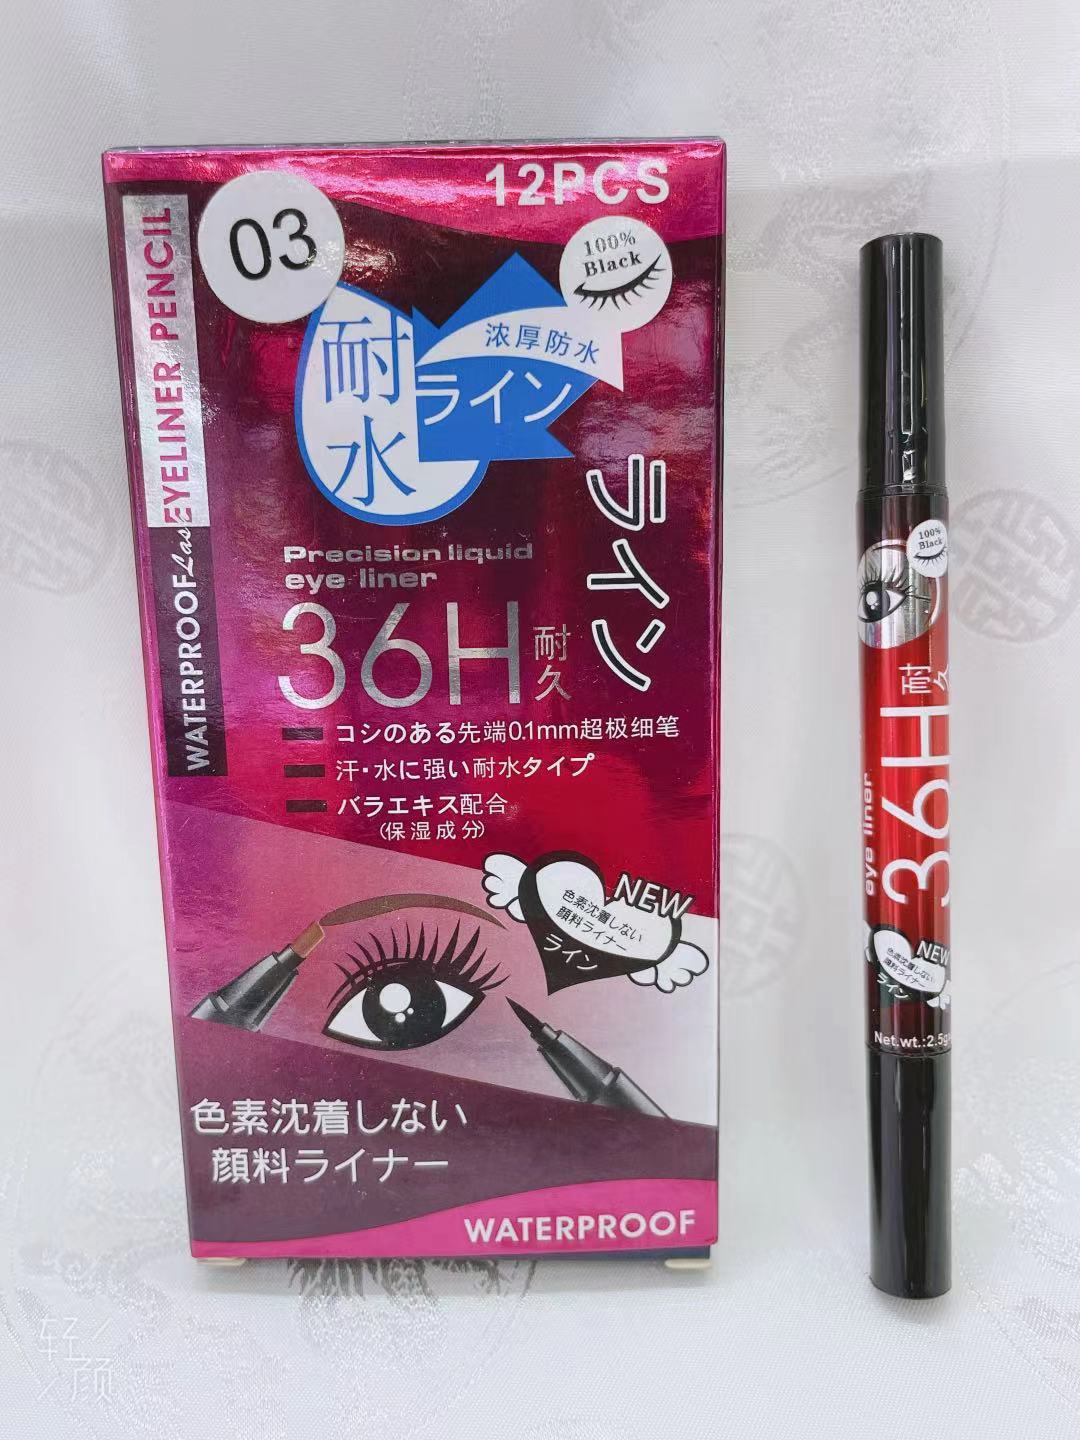 12PCS
03
100%
Black
EYELINER PENCIL
WATERPROOF Las
耐水
浓厚防水
ライン
ライン
Precision liquid
eye liner
36H
耐久
コシのある先端0.1mm超极细笔
汗・水に强い耐水タイプ
バラエキス配合
(保湿成分)
NEW
色素沈着しない
顔料ライナー
ライン
色素沈着しない
顔料ライナー
WATERPROOF
100%
Black
耐久
36H
eye liner
NEW
色素沈着しない
顔料ライナー
ライン
Net.wt.:2.5g
轻颜